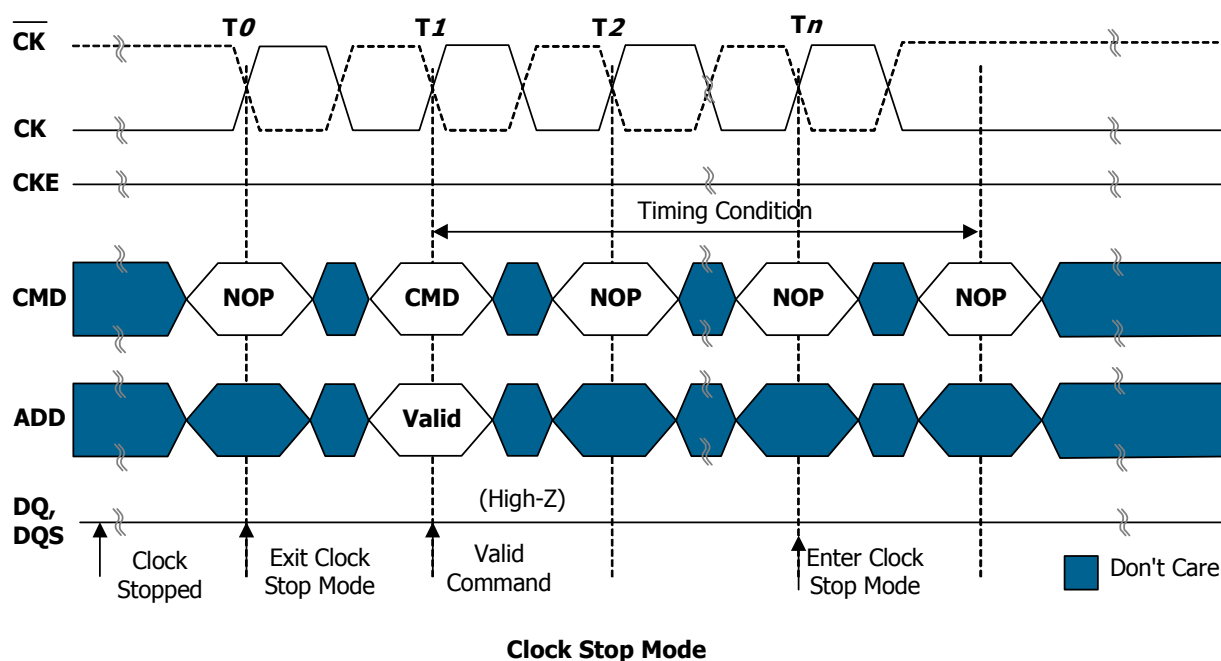 T0 T1 T2 Tn
CK
CK
CKE
Timing Condition
CMD NOP CMD NOP NOP NOP
ADD Valid
(High-Z)
DQ,
DQS
Clock
Stopped
Exit Clock
Stop Mode
Valid
Command
Enter Clock
Stop Mode
Don't Care
Clock Stop Mode